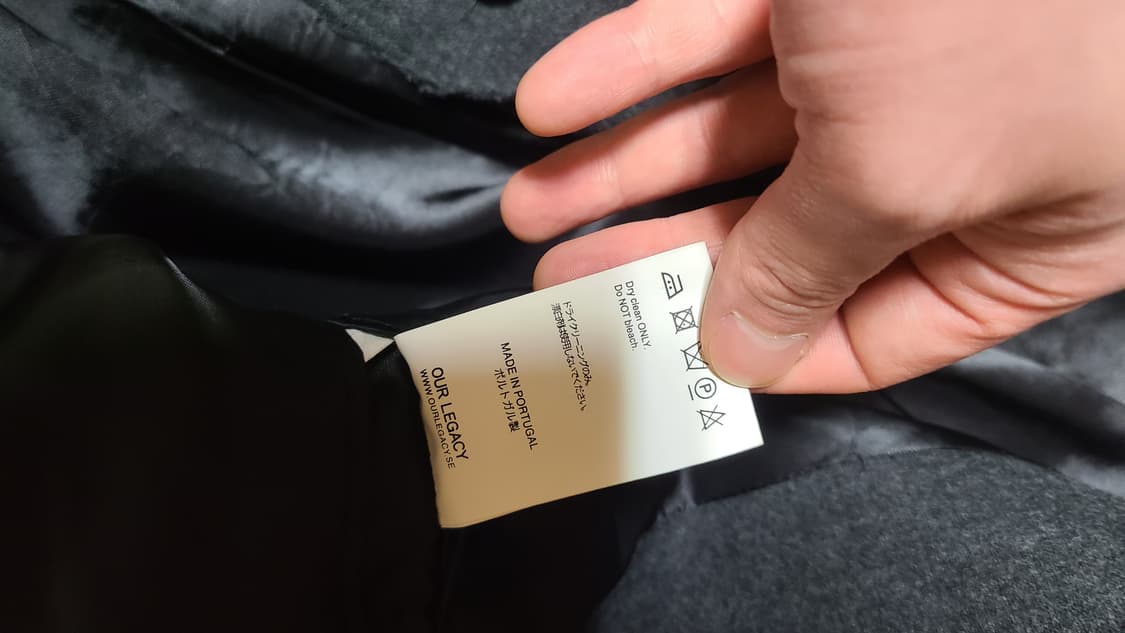 P
Dry clean ONLY.
Do NOT bleach.
ドライクリーニングのみ
漂白剤は使用しないでください。
MADE IN PORTUGAL
ポルトガル製
OUR LEGACY
WWW.OURLEGACY.SE